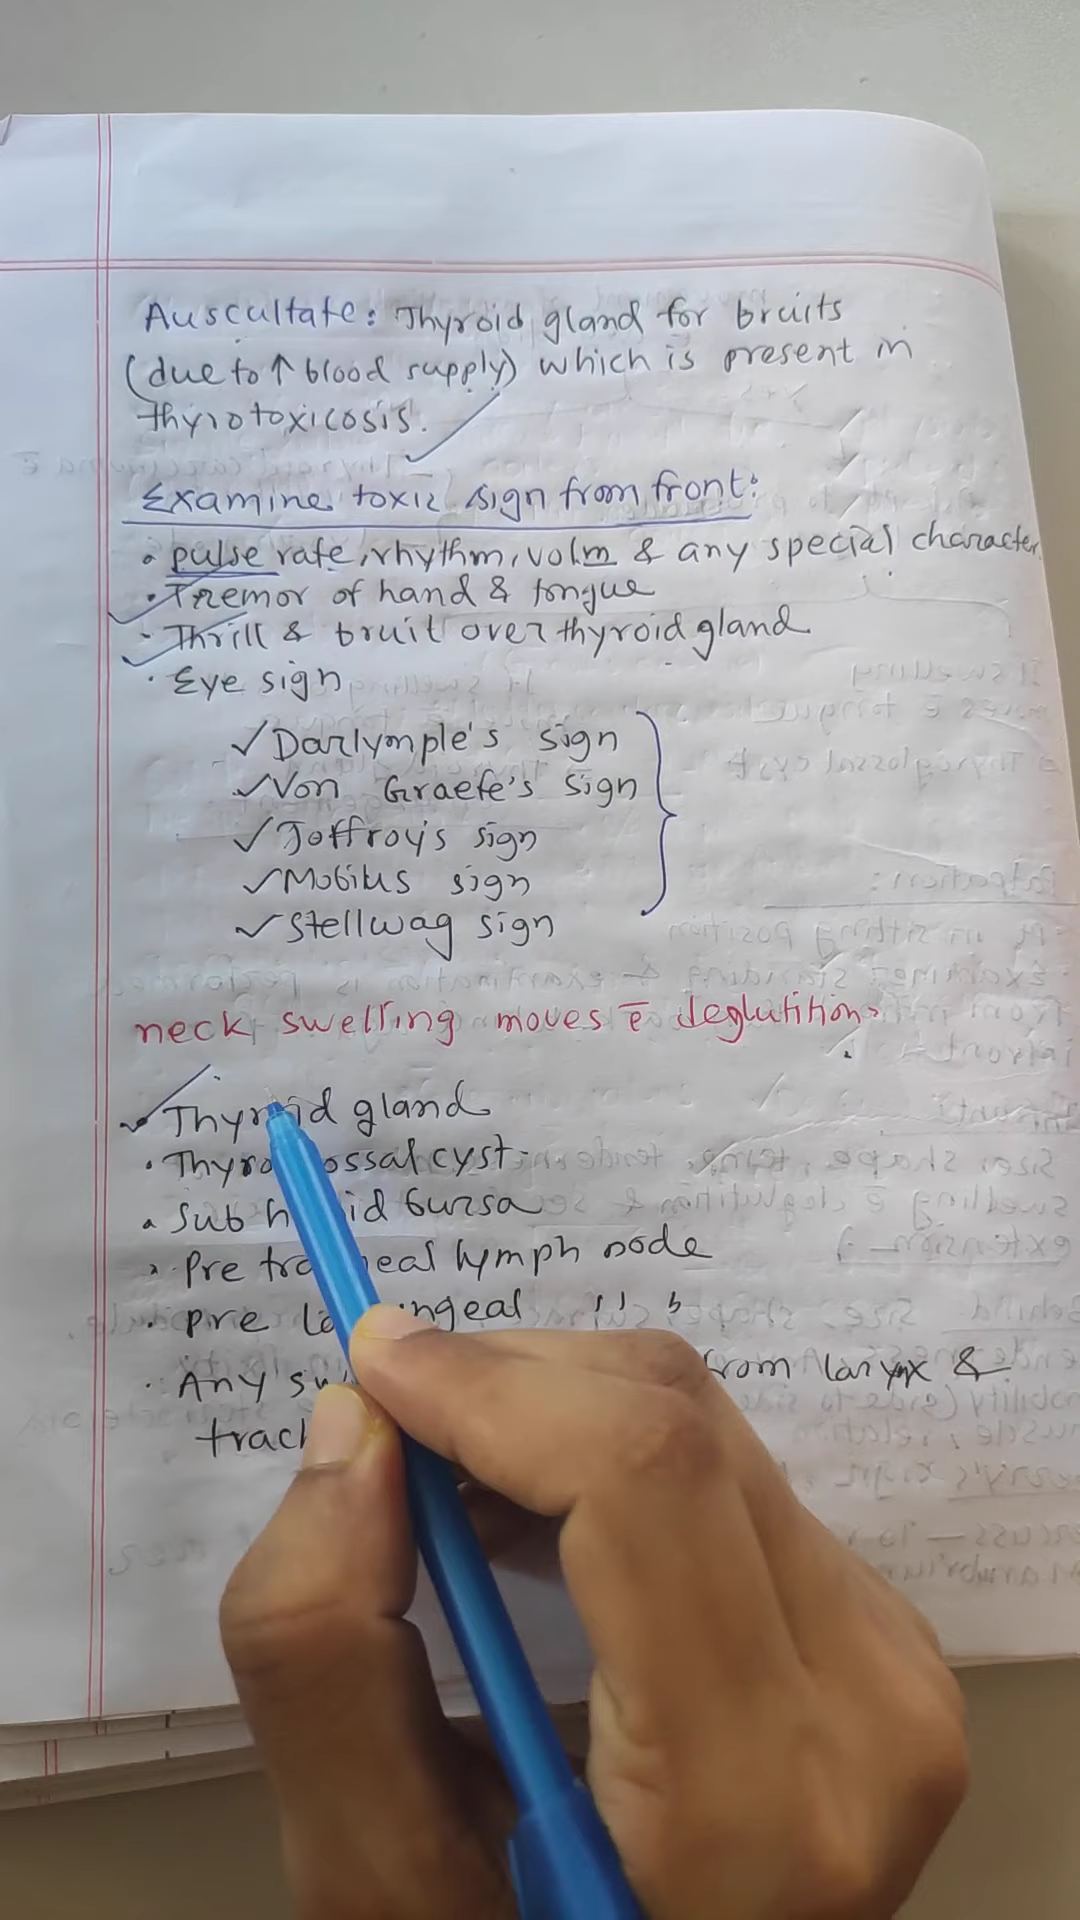 Auscultate: Thyroid gland for bruits
(due to ↑ blood supply) which is present in
thyrotoxicosis.
Examine toxic sign from front:
• pulse rate, rhythm, volm & any special character.
• Tremor of hand & tongue
• Thrill & bruit over thyroid gland
• Eye sign
✓ Darlymple's sign
✓ Von Graefe's sign
✓ Joffroy's sign
✓ Mobius sign
✓ Stellwag sign
neck swelling moves c̄ deglutition
• Thyroid gland
• Thyro ossal cyst
• Sub h id bursa
• Pre tra eal lymph node
• Pre la ngeal " "
• Any sw from larynx &
trach